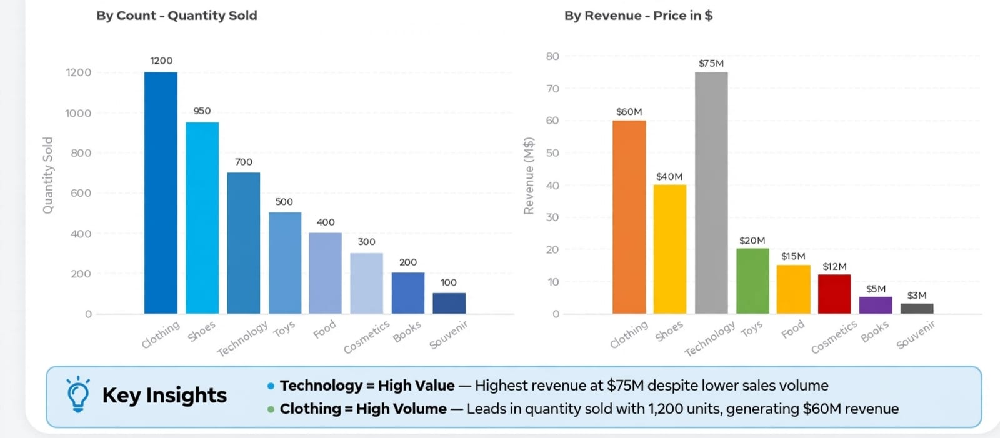 By Count - Quantity Sold
Quantity Sold
1200
1000
800
600
400
200
0
1200
950
700
500
400
300
200
100
Clothing
Shoes
Technology
Toys
Food
Cosmetics
Books
Souvenir
By Revenue - Price in $
Revenue (M$)
80
70
60
50
40
30
20
10
0
$60M
$40M
$75M
$20M
$15M
$12M
$5M
$3M
Clothing
Shoes
Technology
Toys
Food
Cosmetics
Books
Souvenir
Key Insights
• Technology = High Value — Highest revenue at $75M despite lower sales volume
• Clothing = High Volume — Leads in quantity sold with 1,200 units, generating $60M revenue